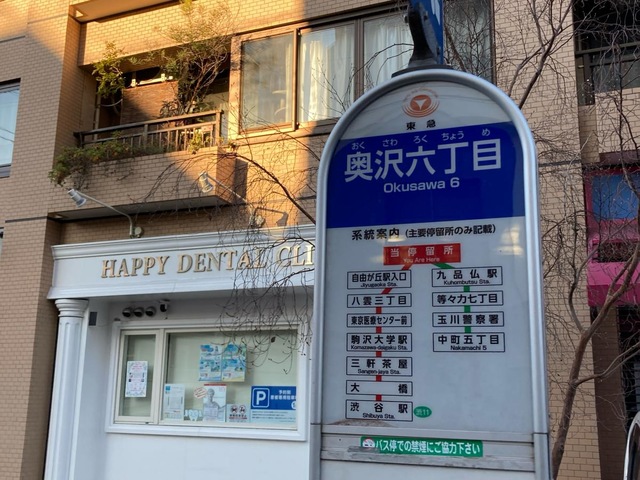 東急
おく さわ ろく ちょう め
奥沢六丁目
Okusawa 6
系統案内 (主要停留所のみ記載)
当停留所
You Are Here
自由が丘駅入口
Jiyugaoka Sta.
八雲三丁目
東京医療センター前
駒沢大学駅
Komazawa-daigaku Sta.
三軒茶屋
Sangen-jaya Sta.
大橋
渋谷駅
Shibuya Sta.
渋11
九品仏駅
Kuhombutsu Sta.
等々力七丁目
玉川警察署
中町五丁目
Nakamachi 5
バス停での禁煙にご協力下さい
HAPPY DENTAL CLI
P